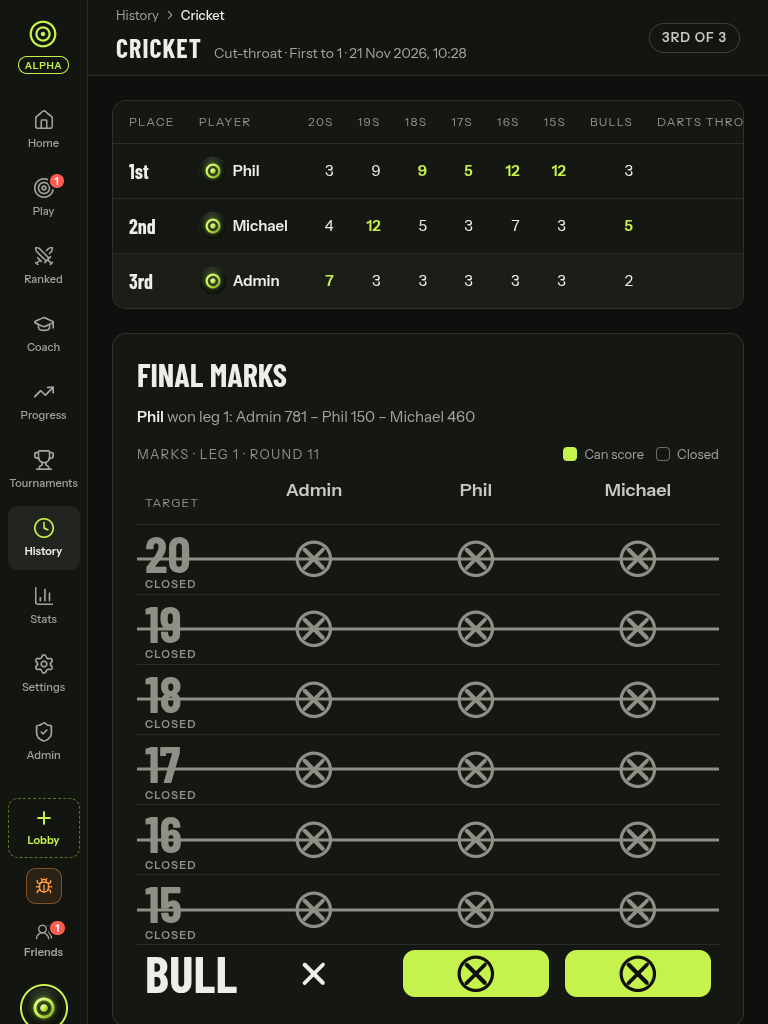 History > Cricket
CRICKET Cut-throat · First to 1 · 21 Nov 2026, 10:28
3RD OF 3
ALPHA
Home
1
Play
Ranked
Coach
Progress
Tournaments
History
Stats
Settings
Admin
Lobby
1
Friends
PLACE PLAYER 20S 19S 18S 17S 16S 15S BULLS DARTS THRO
1st Phil 3 9 9 5 12 12 3
2nd Michael 4 12 5 3 7 3 5
3rd Admin 7 3 3 3 3 3 2
FINAL MARKS
Phil won leg 1: Admin 781 – Phil 150 – Michael 460
MARKS · LEG 1 · ROUND 11 Can score Closed
TARGET Admin Phil Michael
20
CLOSED
19
CLOSED
18
CLOSED
17
CLOSED
16
CLOSED
15
CLOSED
BULL